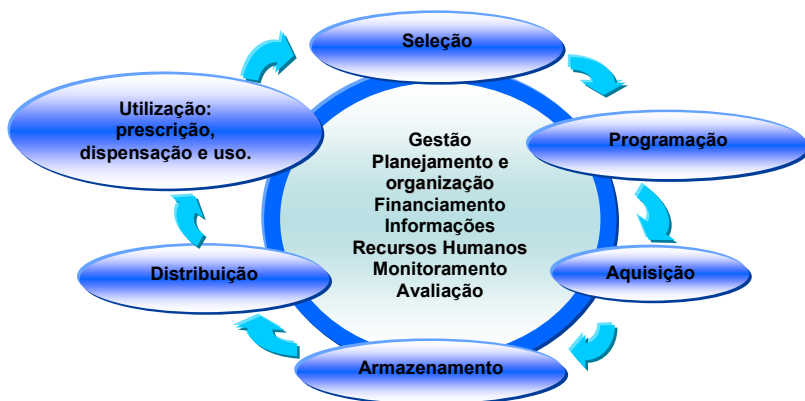 Seleção
Utilização:
prescrição,
dispensação e uso.
Programação
Gestão
Planejamento e
organização
Financiamento
Informações
Recursos Humanos
Monitoramento
Avaliação
Distribuição
Aquisição
Armazenamento